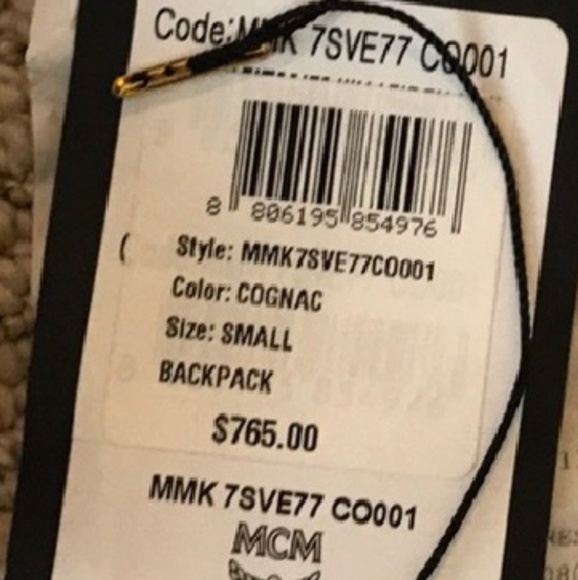 Code: MMK 7SVE77 CO001
8 806195 854976
Style: MMK7SVE77CO001
Color: COGNAC
Size: SMALL
BACKPACK
$765.00
MMK 7SVE77 CO001
MCM